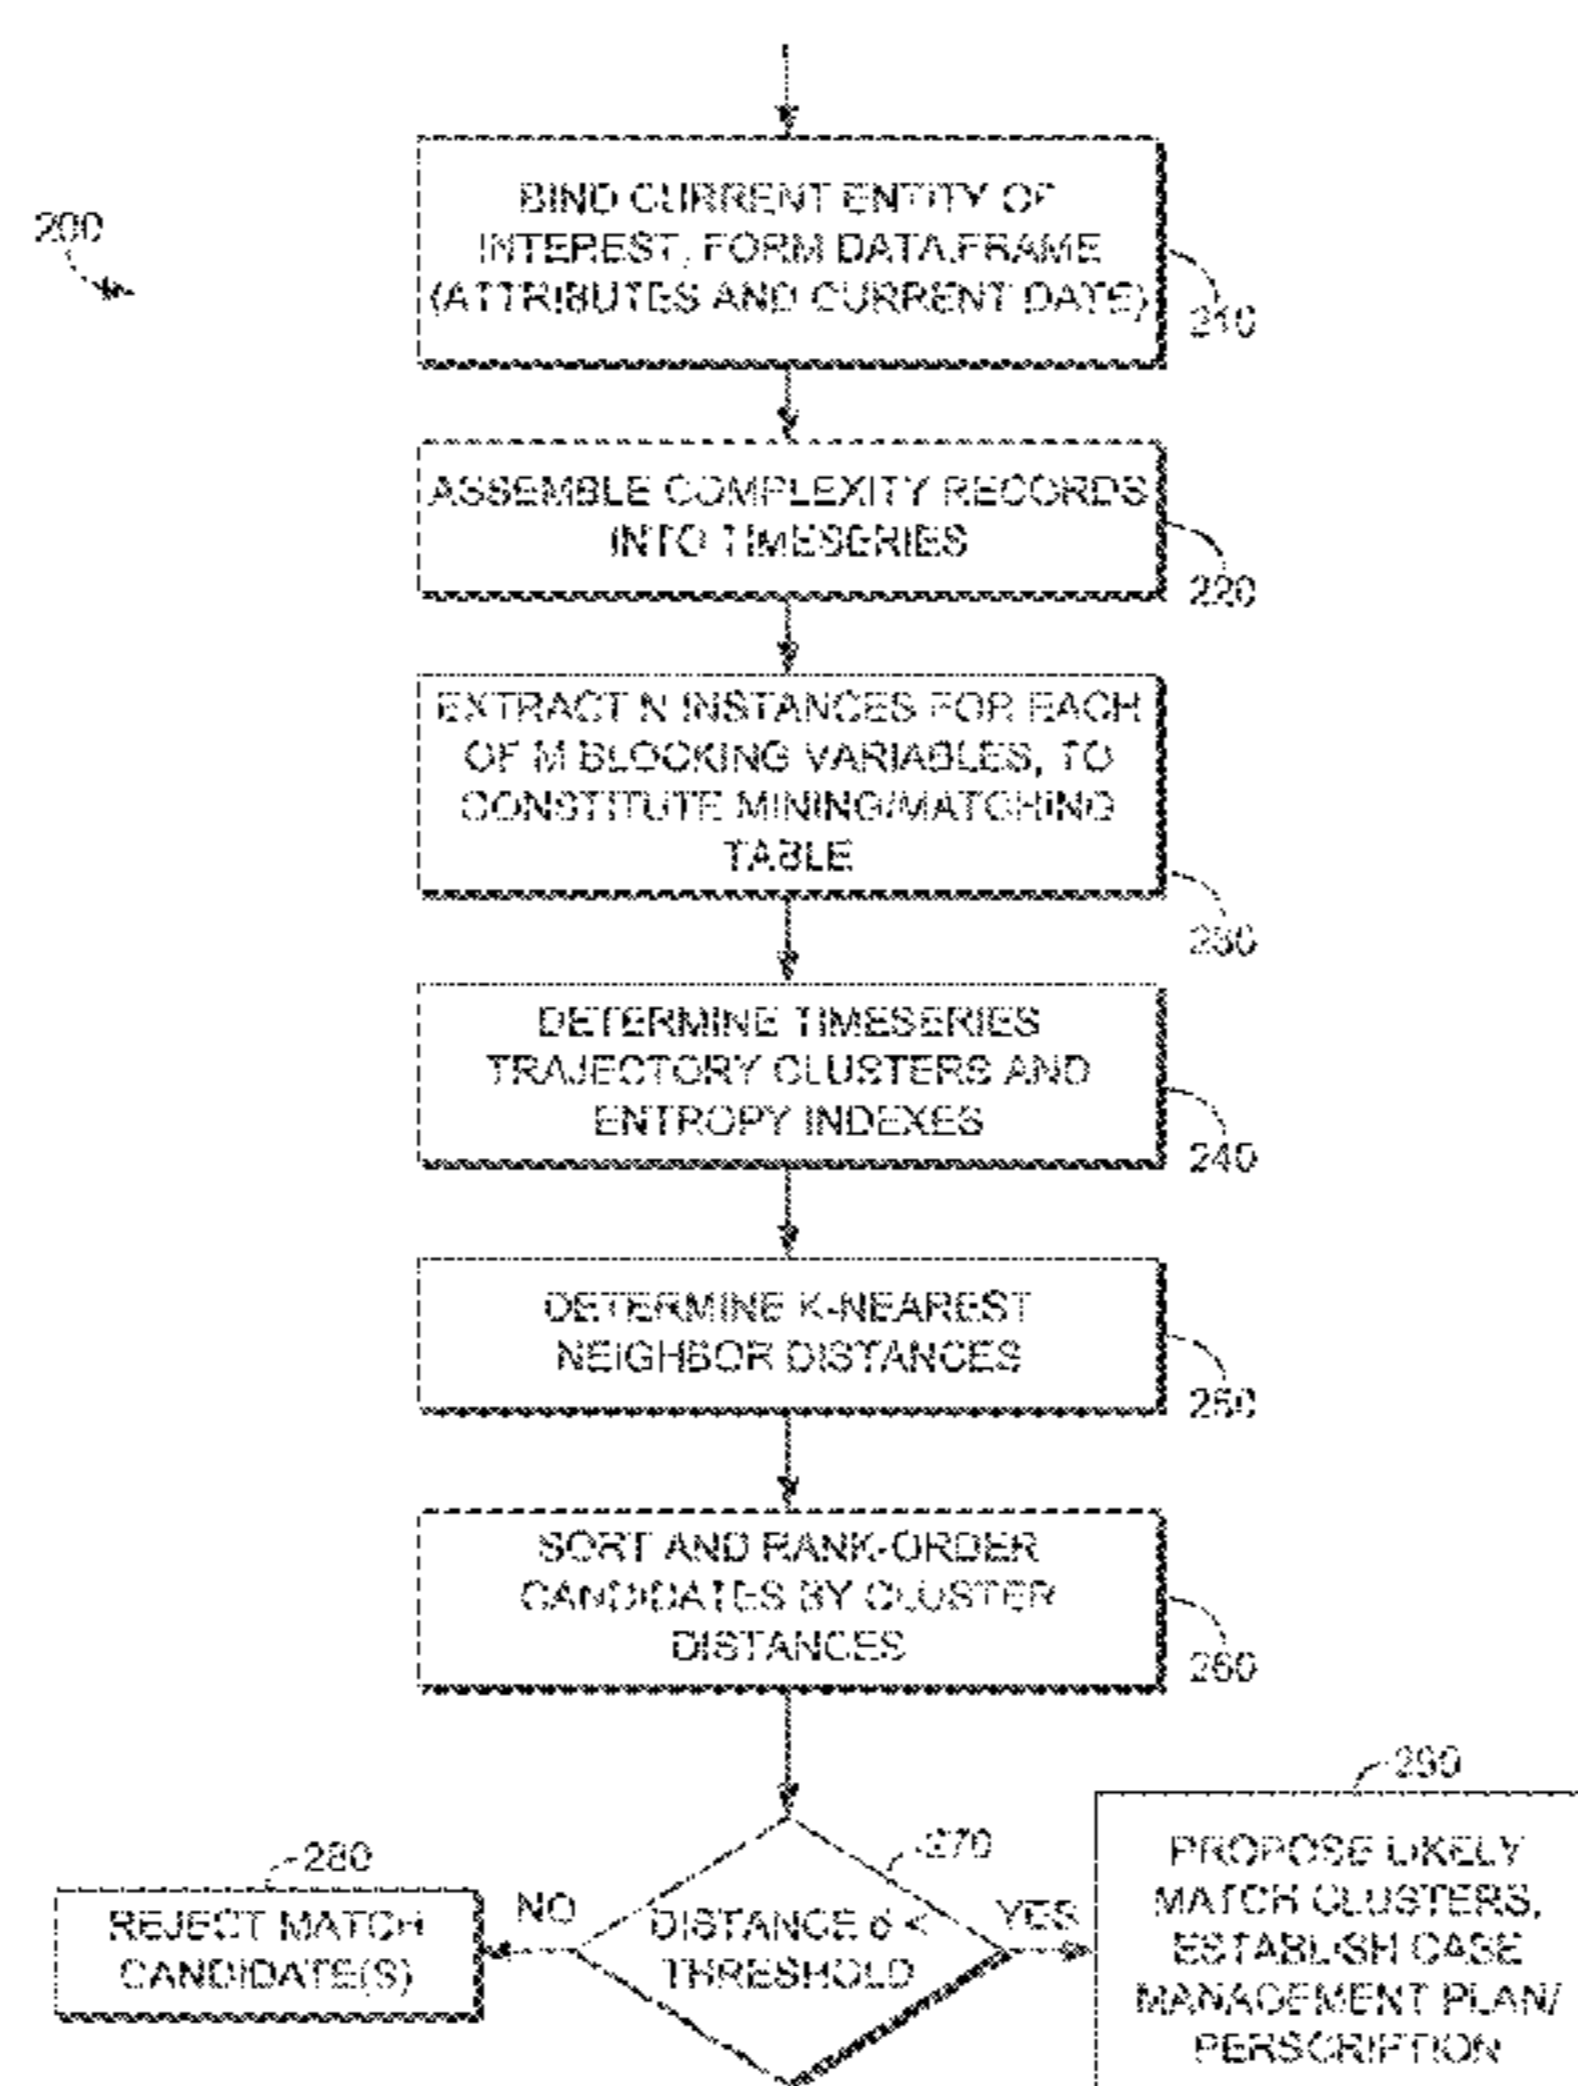 200
BIND CURRENT ENTITY OF
INTEREST, FORM DATA.FRAME
(ATTRIBUTES AND CURRENT DATE)
210
ASSEMBLE COMPLEXITY RECORDS
INTO TIMESERIES
220
EXTRACT N INSTANCES FOR EACH
OF M BLOCKING VARIABLES, TO
CONSTITUTE MINING/MATCHING
TABLE
230
DETERMINE TIMESERIES
TRAJECTORY CLUSTERS AND
ENTROPY INDEXES
240
DETERMINE K-NEAREST
NEIGHBOR DISTANCES
250
SORT AND RANK-ORDER
CANDIDATES BY CLUSTER
DISTANCES
260
270
DISTANCE d <
THRESHOLD
NO
280
REJECT MATCH
CANDIDATE(S)
YES
290
PROPOSE LIKELY
MATCH CLUSTERS,
ESTABLISH CASE
MANAGEMENT PLAN/
PERSCRIPTION